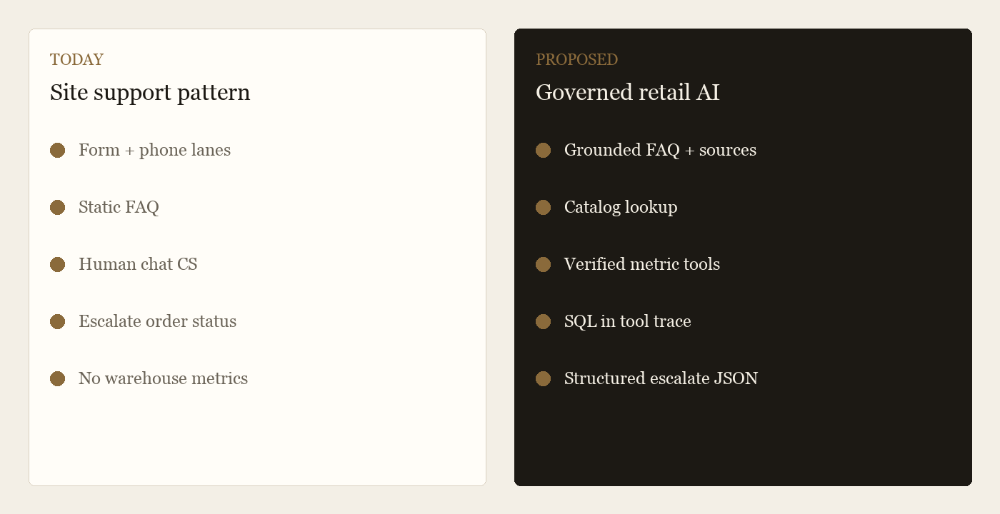 TODAY
Site support pattern
Form + phone lanes
Static FAQ
Human chat CS
Escalate order status
No warehouse metrics
PROPOSED
Governed retail AI
Grounded FAQ + sources
Catalog lookup
Verified metric tools
SQL in tool trace
Structured escalate JSON